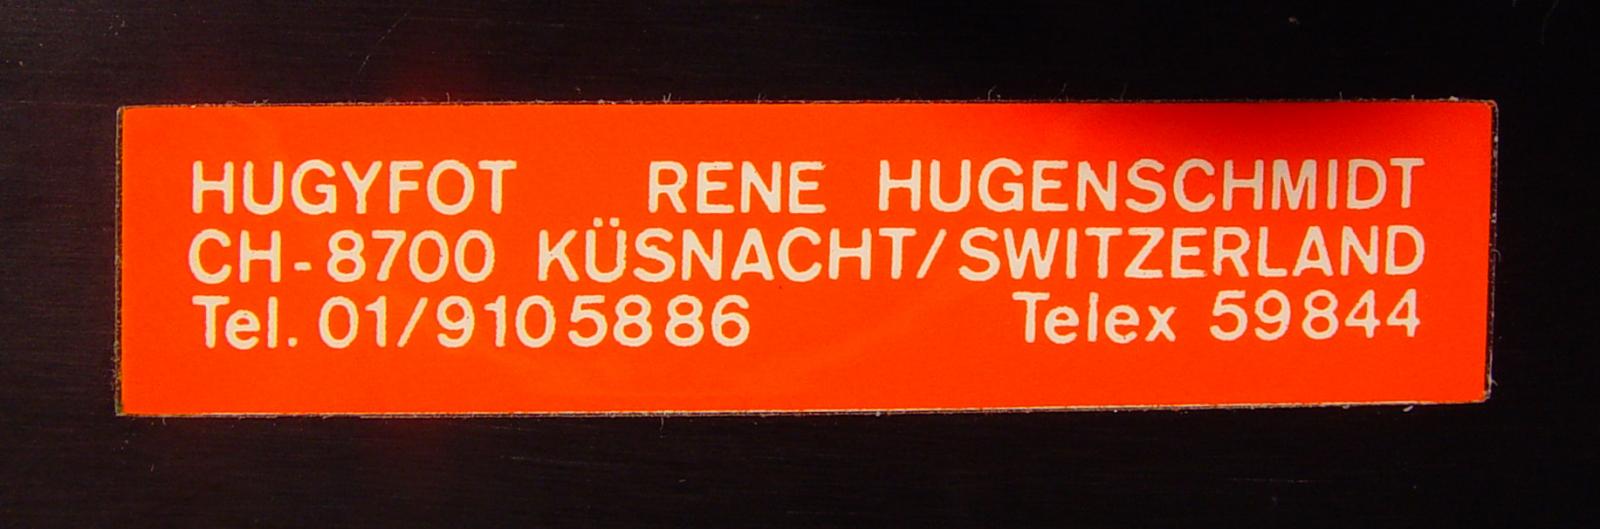 HUGYFOT RENE HUGENSCHMIDT
CH-8700 KÜSNACHT/SWITZERLAND
Tel. 01/9105886 Telex 59844